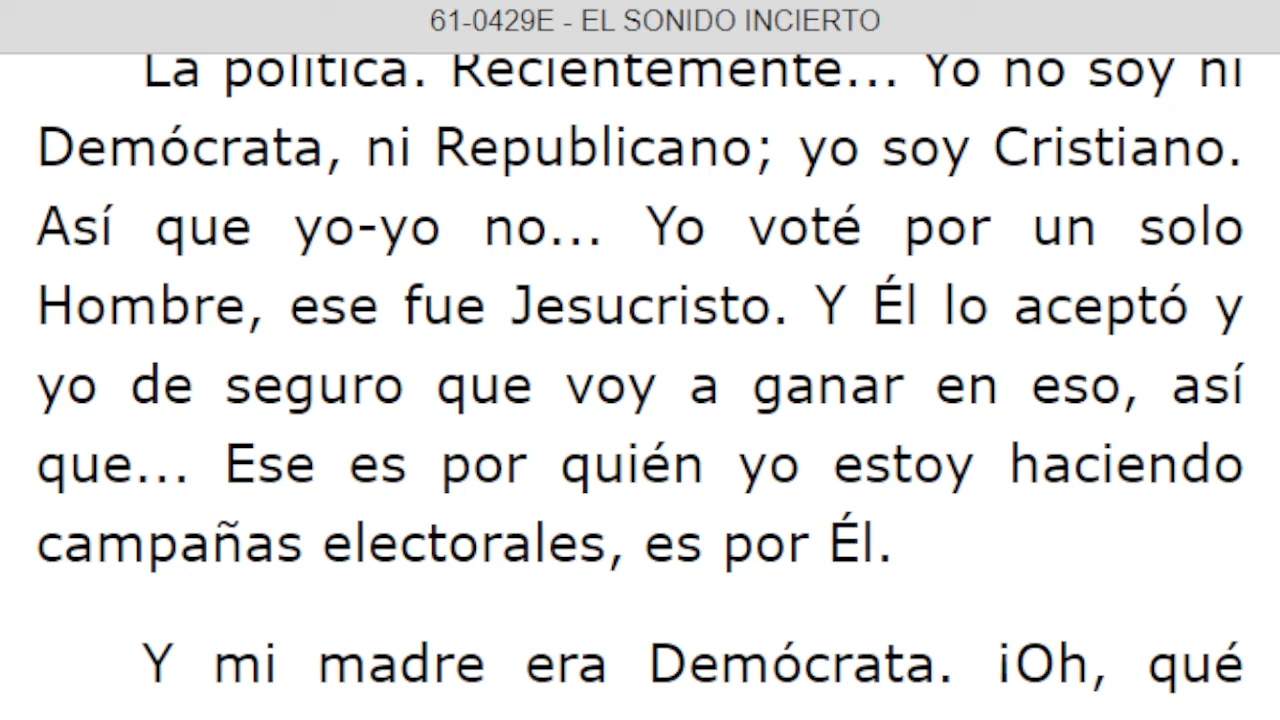 61-0429E - EL SONIDO INCIERTO
La política. Recientemente... Yo no soy ni
Demócrata, ni Republicano; yo soy Cristiano.
Así que yo-yo no... Yo voté por un solo
Hombre, ese fue Jesucristo. Y Él lo aceptó y
yo de seguro que voy a ganar en eso, así
que... Ese es por quién yo estoy haciendo
campañas electorales, es por Él.
Y mi madre era Demócrata. ¡Oh, qué